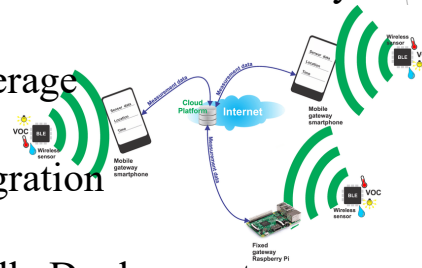 Sensor data
Location
Time
Measurement data
Measurement data
Cloud
Platform
Internet
Mobile
gateway
smartphone
Wireless
sensor
BLE
Sensor data
Location
Time
VOC
BLE
Wireless
sensor
Mobile
gateway
smartphone
Measurement data
BLE
VOC
Wireless
sensor
Fixed
gateway
Raspberry Pi